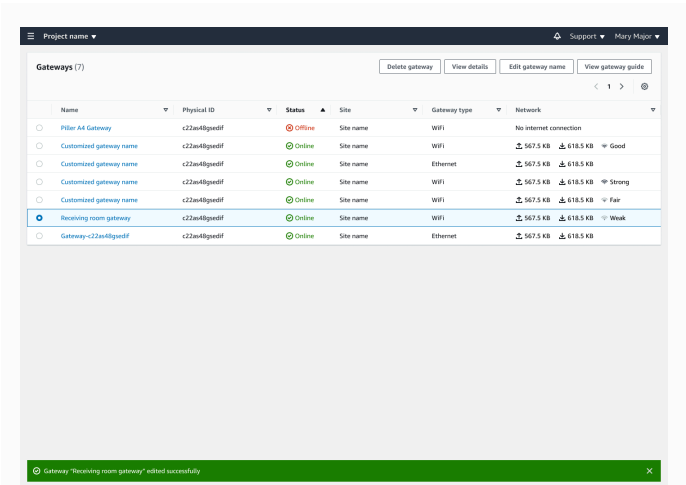 Project name Support Mary Major
Gateways (7) Delete gateway View details Edit gateway name View gateway guide
1
Name Physical ID Status Site Gateway type Network
Piller A4 Gateway c22as48gsedif Offline Site name WiFi No internet connection
Customized gateway name c22as48gsedif Online Site name WiFi 567.5 KB 618.5 KB Good
Customized gateway name c22as48gsedif Online Site name Ethernet 567.5 KB 618.5 KB
Customized gateway name c22as48gsedif Online Site name WiFi 567.5 KB 618.5 KB Strong
Customized gateway name c22as48gsedif Online Site name WiFi 567.5 KB 618.5 KB Fair
Receiving room gateway c22as48gsedif Online Site name WiFi 567.5 KB 618.5 KB Weak
Gateway-c22as48gsedif c22as48gsedif Online Site name Ethernet 567.5 KB 618.5 KB
Gateway "Receiving room gateway" edited successfully